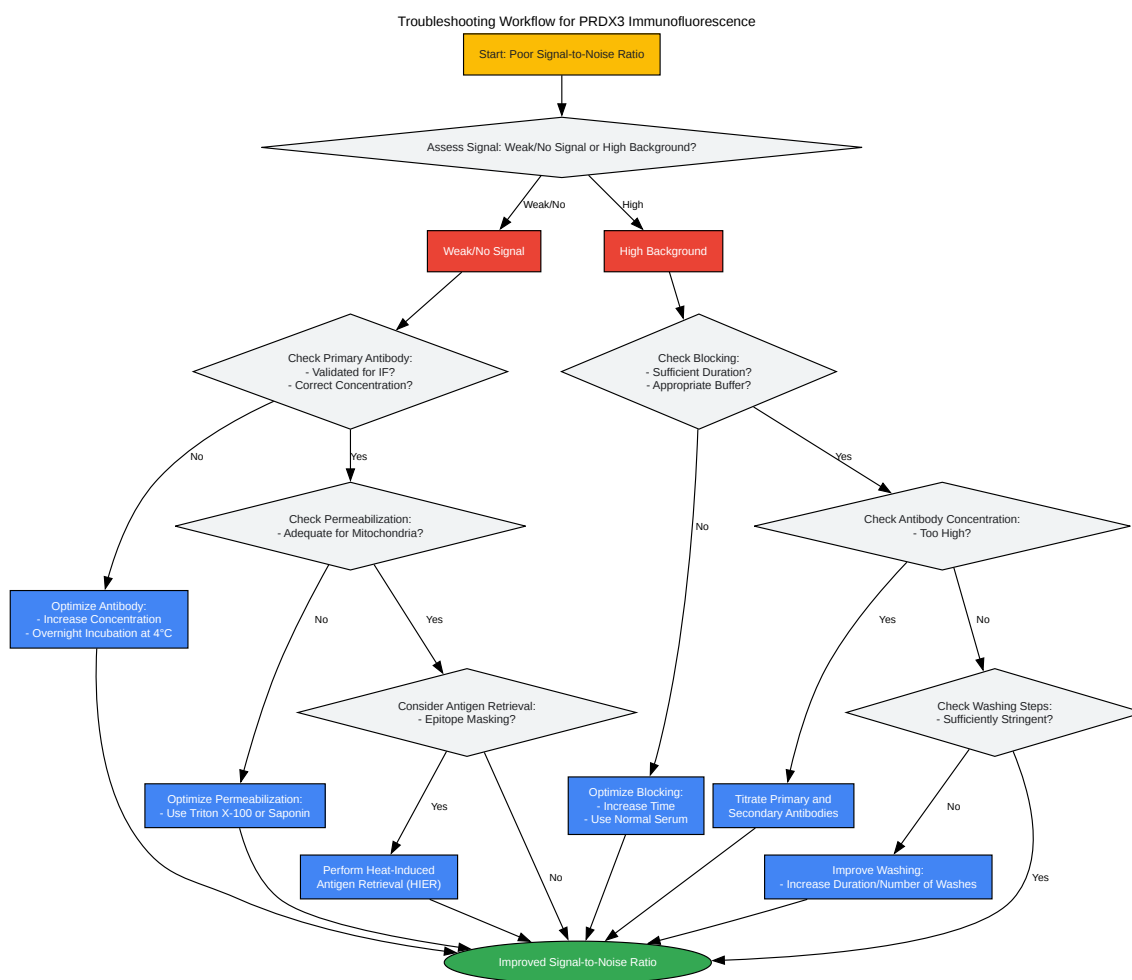 Troubleshooting Workflow for PRDX3 Immunofluorescence
Start: Poor Signal-to-Noise Ratio
Assess Signal: Weak/No Signal or High Background?
Weak/No
High
Weak/No Signal
High Background
Check Primary Antibody:
- Validated for IF?
- Correct Concentration?
Check Blocking:
- Sufficient Duration?
- Appropriate Buffer?
No
Yes
Yes
Check Permeabilization:
- Adequate for Mitochondria?
No
Check Antibody Concentration:
- Too High?
Optimize Antibody:
- Increase Concentration
- Overnight Incubation at 4°C
No
Yes
Yes
No
Consider Antigen Retrieval:
- Epitope Masking?
Check Washing Steps:
- Sufficiently Stringent?
Optimize Permeabilization:
- Use Triton X-100 or Saponin
Yes
Optimize Blocking:
- Increase Time
- Use Normal Serum
Titrate Primary and
Secondary Antibodies
No
Perform Heat-Induced
Antigen Retrieval (HIER)
No
Improve Washing:
- Increase Duration/Number of Washes
Yes
Improved Signal-to-Noise Ratio